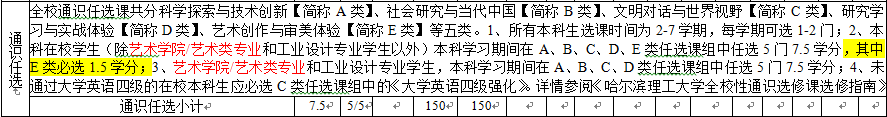 全校通识任选课共分科学探索与技术创新【简称 A 类】、社会研究与当代中国【简称 B 类】、文明对话与世界视野【简称 C 类】、研究学
习与实战体验【简称 D 类】、艺术创作与审美体验【简称 E 类】等五类。1、所有本科生选课时间为 2-7 学期，每学期可选 1-2 门；2、本
科在校学生（除艺术学院/艺术类专业和工业设计专业学生以外）本科学习期间在 A、B、C、D、E 类任选课组中任选 5 门 7.5 学分，其中
E 类必选 1.5 学分；3、艺术学院/艺术类专业和工业设计专业学生，本科学习期间在 A、B、C、D 类任选课组中任选 5 门 7.5 学分；4、未
通过大学英语四级的在校本科生应必选 C 类任选课组中的《大学英语四级强化》。详情参阅《哈尔滨理工大学全校性通识选修课选修指南》
通识任选
通识任选小计 7.5 5/5 150 150